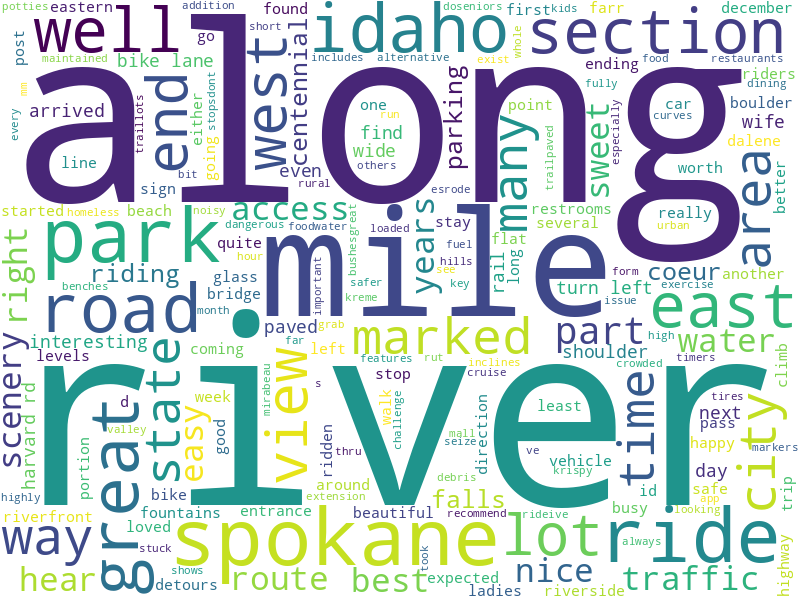 potties eastern addition short found first kids doseniors farr december
well idaho section
post maintained bike lane go includes alternative whole exist ending food restaurants
along
arrived end either west centennial parking one run find wide others car point fully curves dining riders boulder wife
every mm traillots stopsdont line going sign bit even rural esrode many trailpaved sweet especially worth dalene area better
started homeless beach noisy access dangerous foodwater years stay restrooms several really urban another
park mile
right riding quite hour glass bridge bushesgreat loaded fuel hills rail flat long turn left coeur form issue exercise east
benches road month paved important safer kreme key see water
interesting coming left grab marked part shoulder high timers climb
scenery levels state view far features rut inclines crowded tires
river
d easy week mirabeau s stop cruise walk challenge mall seize direction least ve krispy vehicle time next pass day happy city markers
harvard rd great portion valley good ridden thru debris id safe app looking trip
highly bike fountains entrance around extension beautiful falls recommend rideive busy
riverfront loved
way stuck detours spokane took lot always ride
hear shows route best expected ladies nice riverside traffic highway